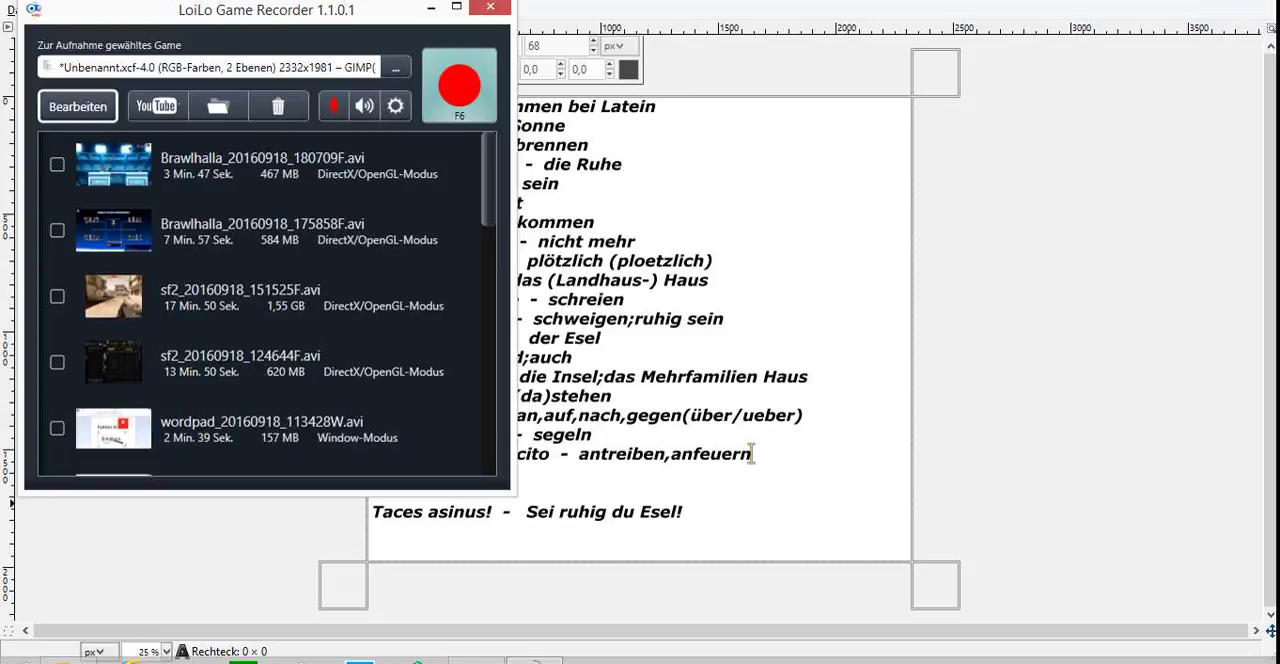 LoiLo Game Recorder 1.1.0.1
Zur Aufnahme gewähltes Game
*Unbenannt.xcf-4.0 (RGB-Farben, 2 Ebenen) 2332x1981 – GIMP(
...
F6
Bearbeiten
YouTube
Brawlhalla_20160918_180709F.avi
3 Min. 47 Sek. 467 MB DirectX/OpenGL-Modus
Brawlhalla_20160918_175858F.avi
7 Min. 57 Sek. 584 MB DirectX/OpenGL-Modus
sf2_20160918_151525F.avi
17 Min. 50 Sek. 1,55 GB DirectX/OpenGL-Modus
sf2_20160918_124644F.avi
13 Min. 50 Sek. 620 MB DirectX/OpenGL-Modus
wordpad_20160918_113428W.avi
2 Min. 39 Sek. 157 MB Window-Modus
1000 1500 2000 2500 3000 3500
68 px
0,0 0,0
mmen bei Latein
Sonne
brennen
- die Ruhe
sein
t
kommen
- nicht mehr
plötzlich (ploetzlich)
das (Landhaus-) Haus
- schreien
- schweigen;ruhig sein
der Esel
d;auch
die Insel;das Mehrfamilien Haus
(da)stehen
an,auf,nach,gegen(über/ueber)
- segeln
cito - antreiben,anfeuern
Taces asinus! - Sei ruhig du Esel!
px 25 % Rechteck: 0 × 0